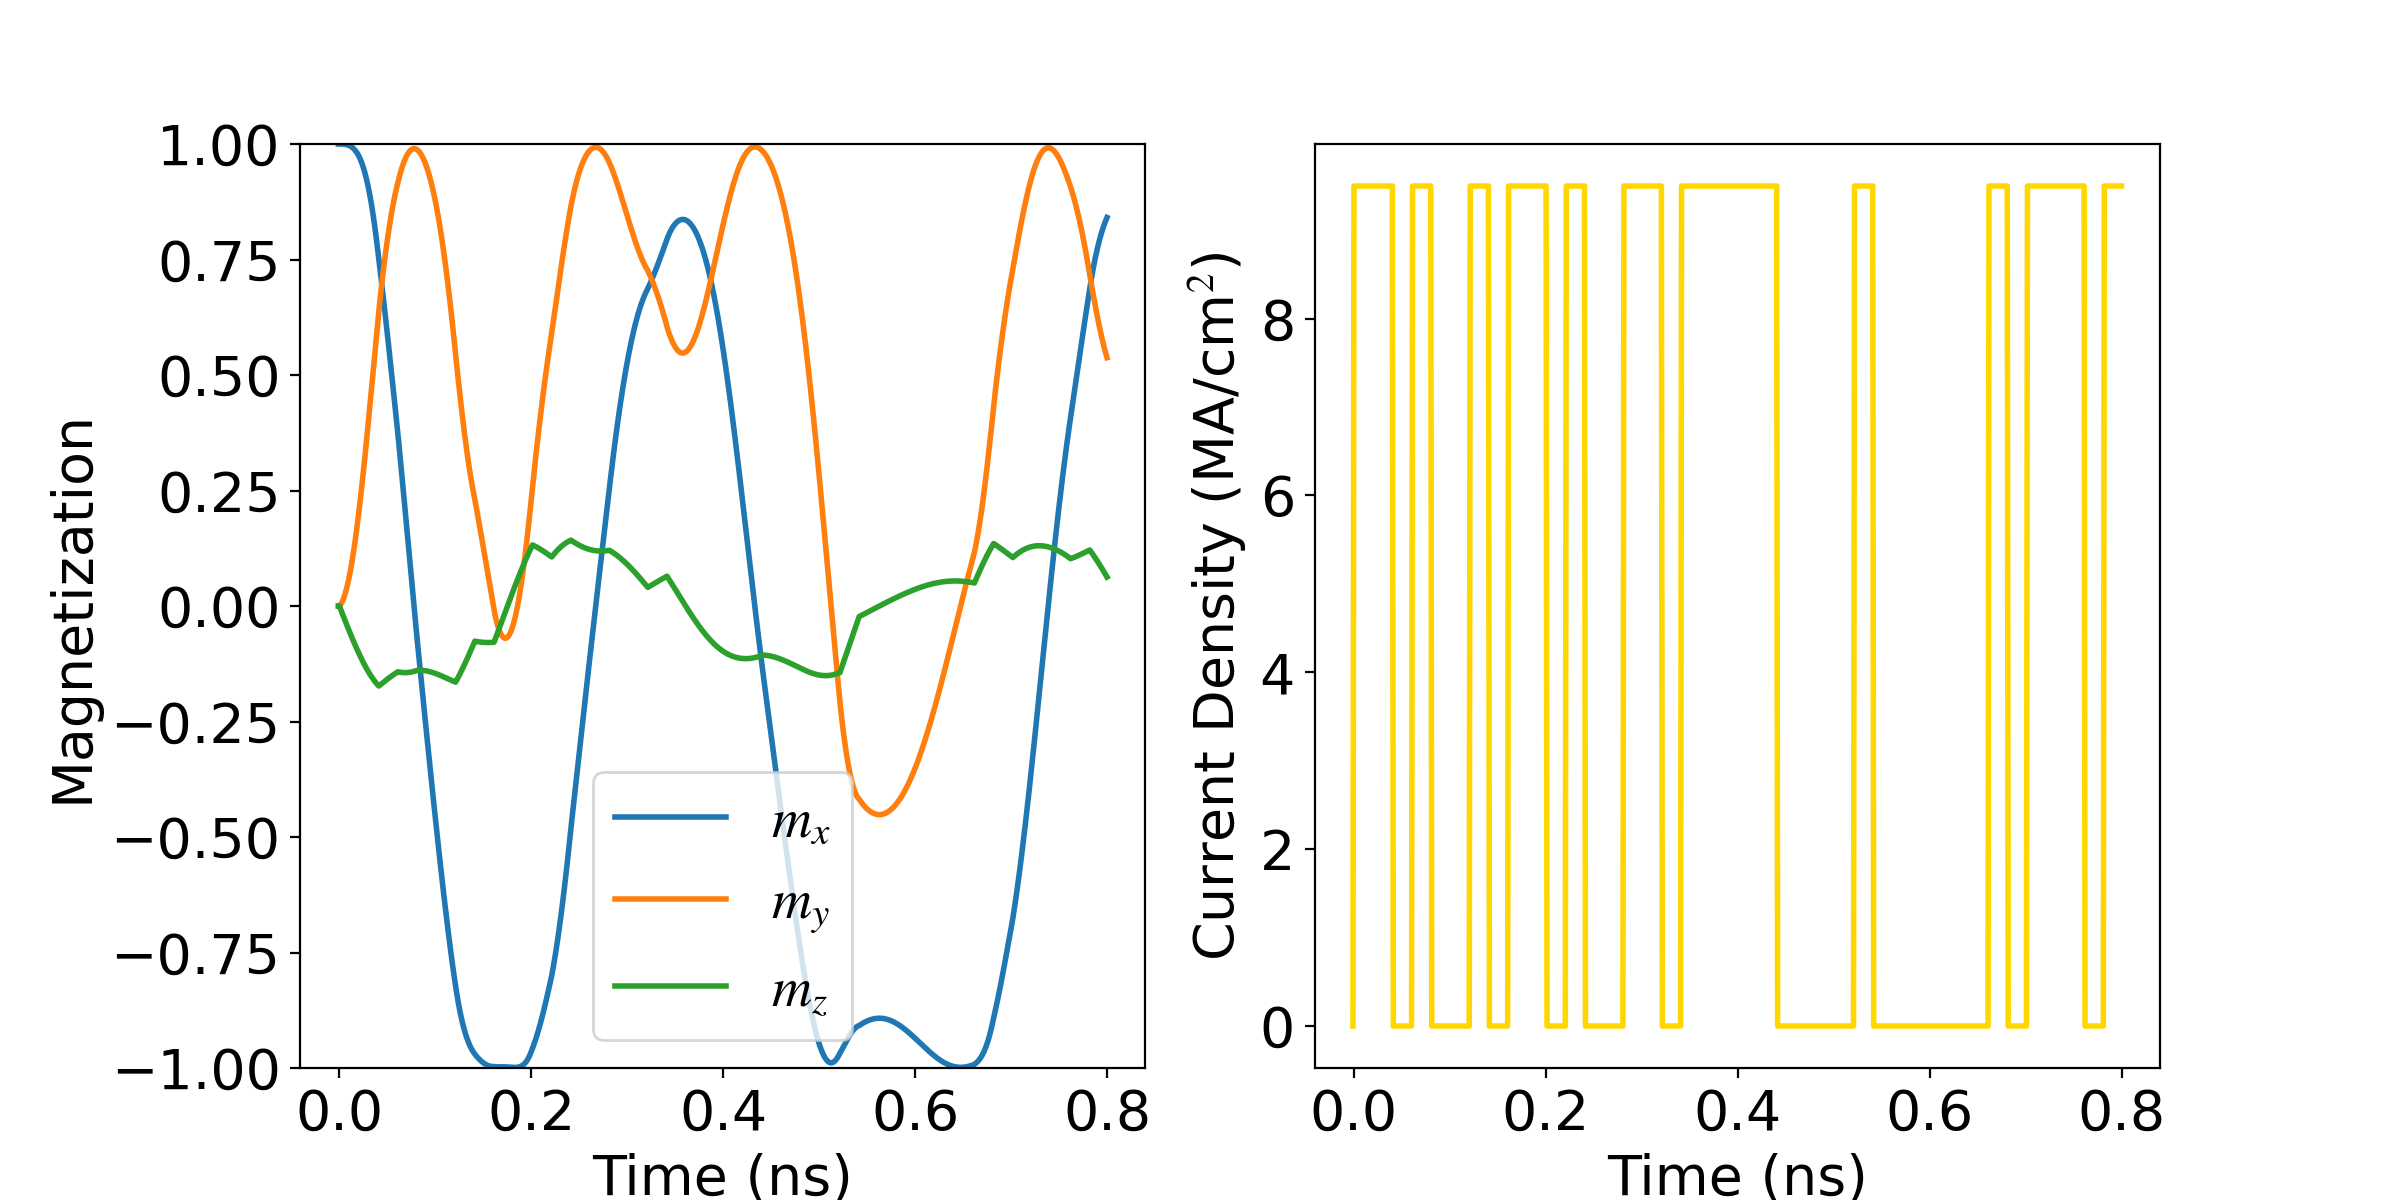 1.00
0.75
0.50
0.25
0.00
−0.25
−0.50
−0.75
−1.00
Magnetization
0.0 0.2 0.4 0.6 0.8
Time (ns)
m_x
m_y
m_z
8
6
4
2
0
Current Density (MA/cm²)
0.0 0.2 0.4 0.6 0.8
Time (ns)